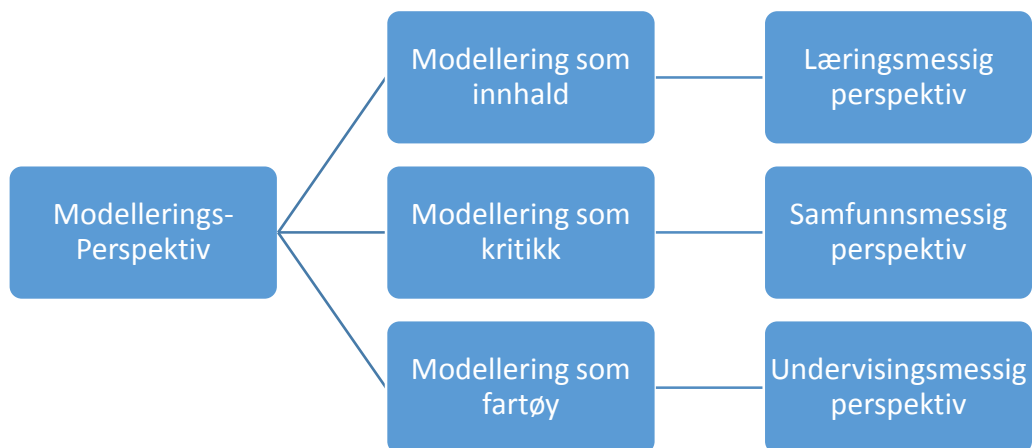 Modellerings-
Perspektiv
Modellering som
innhald
Læringsmessig
perspektiv
Modellering som
kritikk
Samfunnsmessig
perspektiv
Modellering som
fartøy
Undervisingsmessig
perspektiv